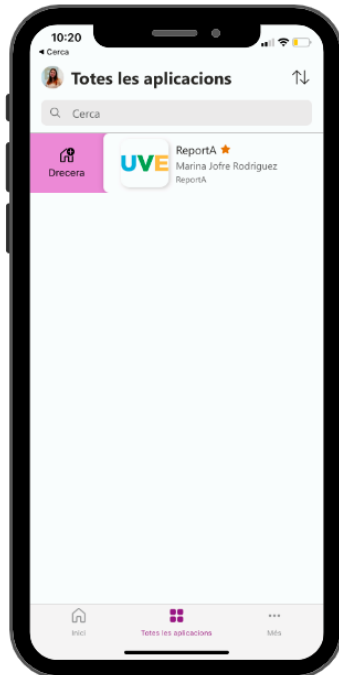 10:20
Cerca
Totes les aplicacions
Cerca
Drecera
UVE
ReportA
Marina Jofre Rodriguez
ReportA
Inici
Totes les aplicacions
Més